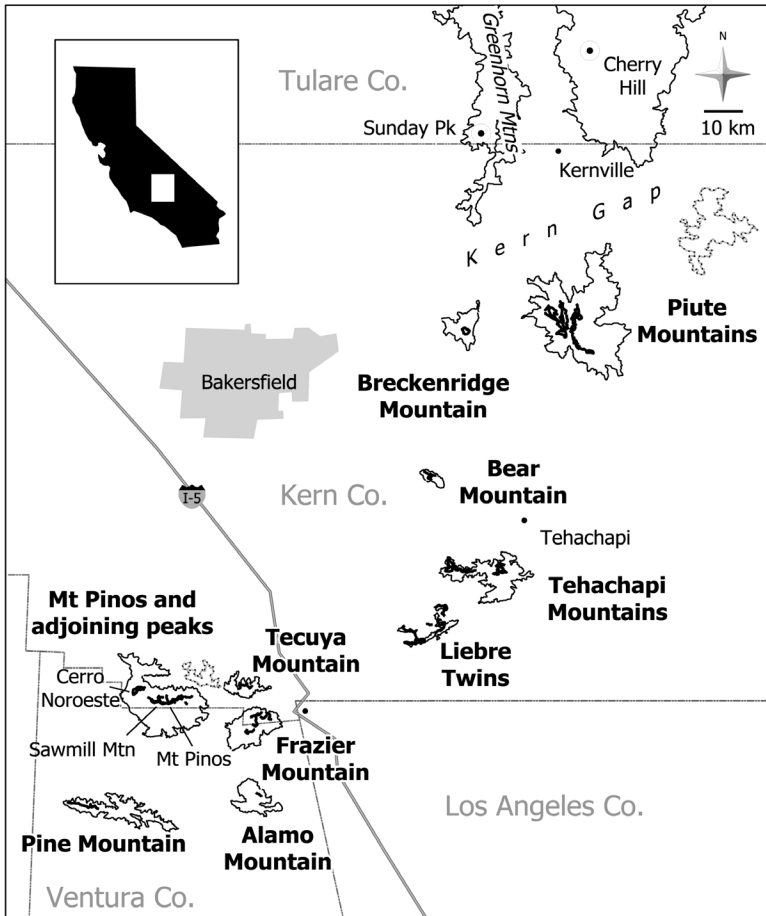 Greenhorn Mtns
N
Cherry
Hill
Tulare Co.
10 km
Sunday Pk
Kernville
Kern Gap
Piute
Mountains
Bakersfield
Breckenridge
Mountain
Bear
Mountain
I-5
Kern Co.
Tehachapi
Tehachapi
Mountains
Mt Pinos and
adjoining peaks
Tecuya
Mountain
Liebre
Twins
Cerro
Noroeste
Sawmill Mtn
Mt Pinos
Frazier
Mountain
Los Angeles Co.
Pine Mountain
Alamo
Mountain
Ventura Co.